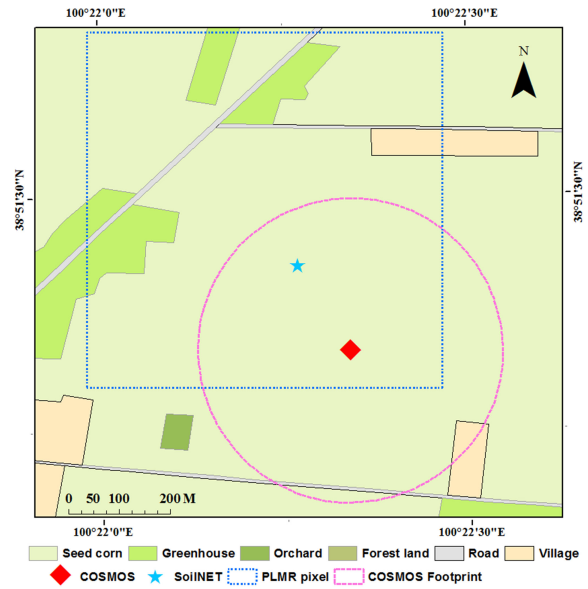 100°22'0"E 100°22'30"E
N
38°51'30"N 38°51'30"N
0 50 100 200 M
100°22'0"E 100°22'30"E
Seed corn Greenhouse Orchard Forest land Road Village
COSMOS SoilNET PLMR pixel COSMOS Footprint